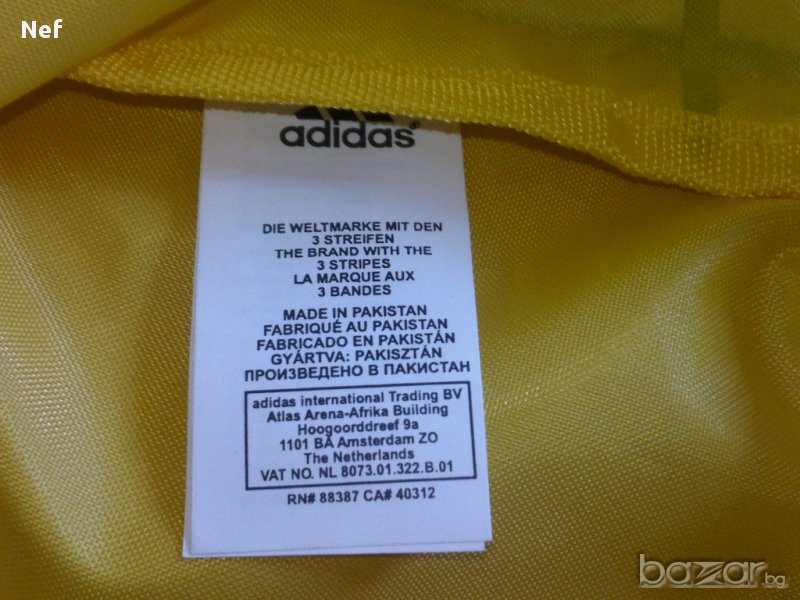 Nef
adidas
DIE WELTMARKE MIT DEN
3 STREIFEN
THE BRAND WITH THE
3 STRIPES
LA MARQUE AUX
3 BANDES
MADE IN PAKISTAN
FABRIQUÉ AU PAKISTAN
FABRICADO EN PAKISTÁN
GYÁRTVA: PAKISZTÁN
ПРОИЗВЕДЕНО В ПАКИСТАН
adidas international Trading BV
Atlas Arena-Afrika Building
Hoogoorddreef 9a
1101 BA Amsterdam ZO
The Netherlands
VAT NO. NL 8073.01.322.B.01
RN# 88387 CA# 40312
bazar.bg